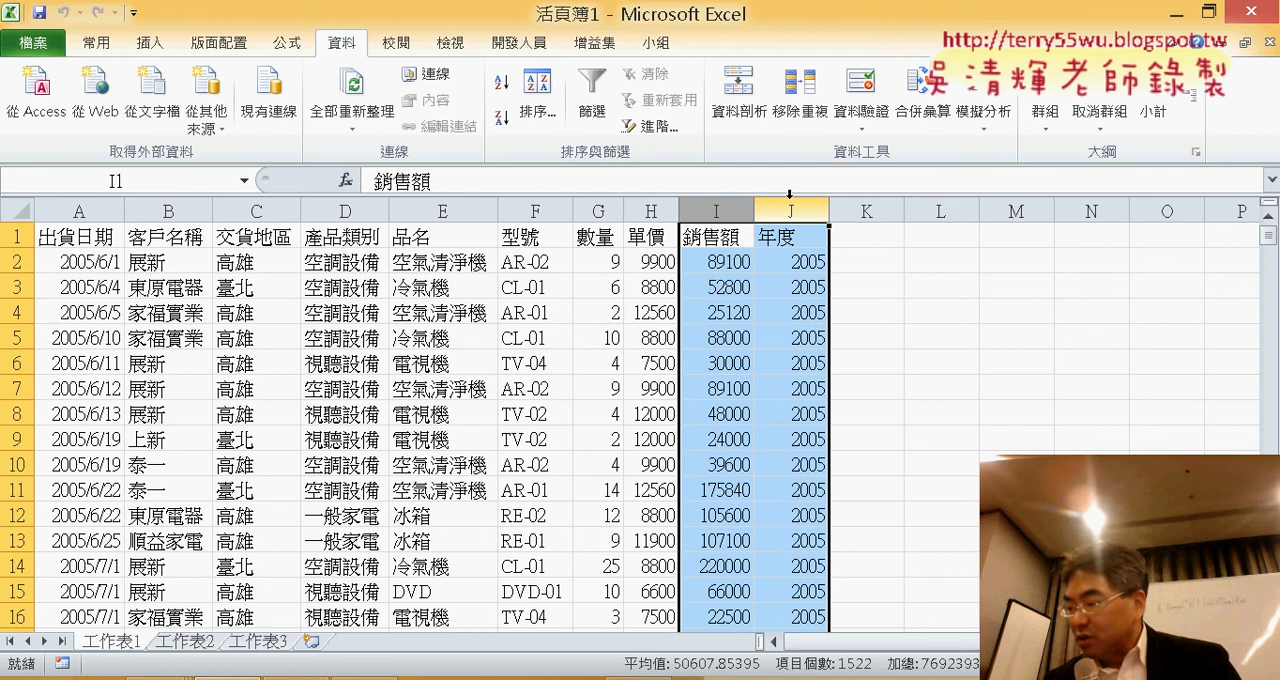 活頁簿1 - Microsoft Excel
檔案 常用 插入 版面配置 公式 資料 校閱 檢視 開發人員 增益集 小組
http://terry55wu.blogspot.tw
吳清輝老師錄製
從 Access 從 Web 從文字檔 從其他來源 現有連線 全部重新整理 連線 內容 編輯連結 排序... 篩選 清除 重新套用 進階... 資料剖析 移除重複 資料驗證 合併彙算 模擬分析 群組 取消群組 小計
取得外部資料 連線 排序與篩選 資料工具 大綱
I1 fx 銷售額
A B C D E F G H I J K L M N O P
1 出貨日期 客戶名稱 交貨地區 產品類別 品名 型號 數量 單價 銷售額 年度
2 2005/6/1 展新 高雄 空調設備 空氣清淨機 AR-02 9 9900 89100 2005
3 2005/6/4 東原電器 臺北 空調設備 冷氣機 CL-01 6 8800 52800 2005
4 2005/6/5 家福實業 高雄 空調設備 空氣清淨機 AR-01 2 12560 25120 2005
5 2005/6/10 家福實業 高雄 空調設備 冷氣機 CL-01 10 8800 88000 2005
6 2005/6/11 展新 高雄 視聽設備 電視機 TV-04 4 7500 30000 2005
7 2005/6/12 展新 高雄 空調設備 空氣清淨機 AR-02 9 9900 89100 2005
8 2005/6/13 展新 高雄 視聽設備 電視機 TV-02 4 12000 48000 2005
9 2005/6/19 上新 臺北 視聽設備 電視機 TV-02 2 12000 24000 2005
10 2005/6/19 泰一 高雄 空調設備 空氣清淨機 AR-02 4 9900 39600 2005
11 2005/6/22 泰一 臺北 空調設備 空氣清淨機 AR-01 14 12560 175840 2005
12 2005/6/22 東原電器 高雄 一般家電 冰箱 RE-02 12 8800 105600 2005
13 2005/6/25 順益家電 高雄 一般家電 冰箱 RE-01 9 11900 107100 2005
14 2005/7/1 展新 臺北 空調設備 冷氣機 CL-01 25 8800 220000 2005
15 2005/7/1 展新 高雄 視聽設備 DVD DVD-01 10 6600 66000 2005
16 2005/7/1 家福實業 高雄 視聽設備 電視機 TV-04 3 7500 22500 2005
工作表1 工作表2 工作表3
就緒 平均值: 50607.85395 項目個數: 1522 加總: 7692393